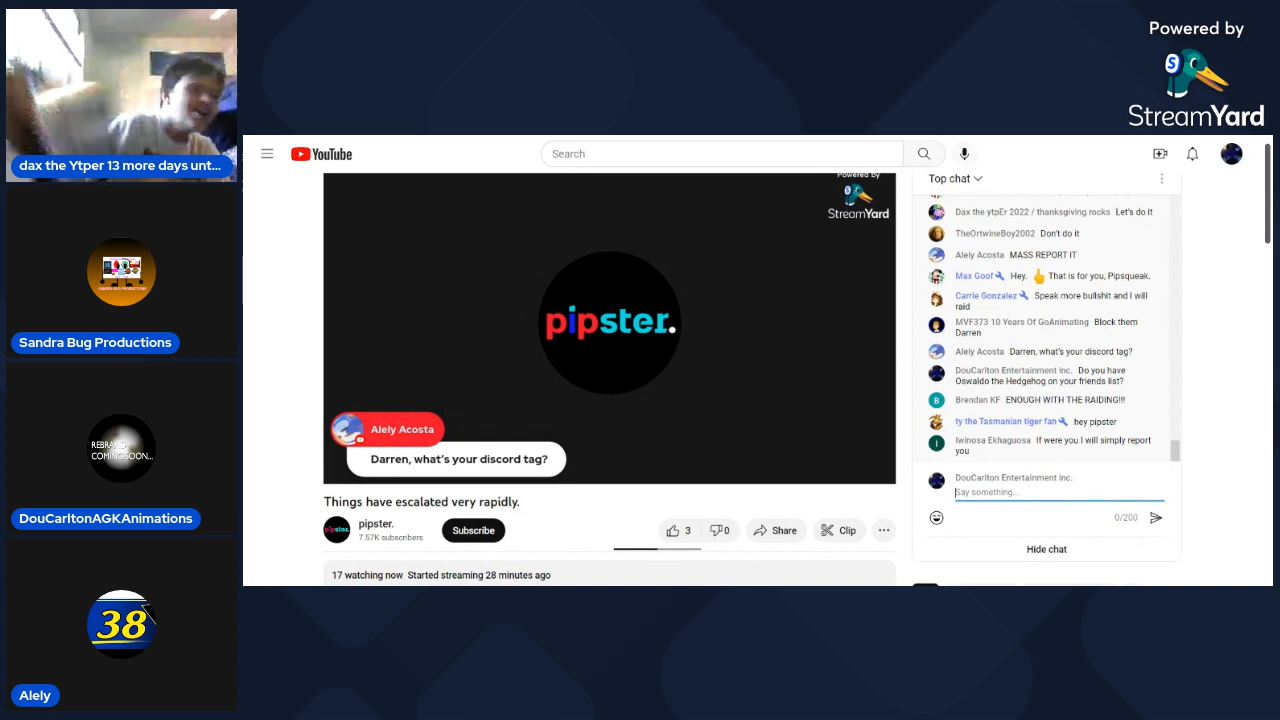 Powered by
StreamYard
dax the Ytper 13 more days unt...
Sandra Bug Productions
REBRAND
COMING SOON...
DouCarltonAGKAnimations
38
Alely
YouTube
Search
Powered by
StreamYard
pipster.
Alely Acosta
Darren, what's your discord tag?
Things have escalated very rapidly.
pipster.
7.57K subscribers
Subscribe
3
0
Share
Clip
17 watching now Started streaming 28 minutes ago
Top chat
Dax the ytpEr 2022 / thanksgiving rocks Let's do it
TheOrtwineBoy2002 Don't do it
Alely Acosta MASS REPORT IT
Max Goof Hey. 👆 That is for you, Pipsqueak.
Carrie Gonzalez Speak more bullshit and I will
raid
MVF373 10 Years Of GoAnimating Block them
Darren
Alely Acosta Darren, what's your discord tag?
DouCarlton Entertainment inc. Do you have
Oswaldo the Hedgehog on your friends list?
B
Brendan KF ENOUGH WITH THE RAIDING!!!
ty the Tasmanian tiger fan hey pipster
I
Iwinosa Ekhaguosa If were you I will simply report
you
DouCarlton Entertainment inc.
Say something...
0/200
Hide chat